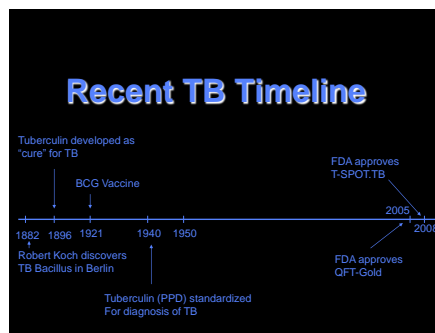 Recent TB Timeline
Tuberculin developed as
“cure” for TB
BCG Vaccine
FDA approves
T-SPOT.TB
2005
1882
1896
1921
1940
1950
2008
Robert Koch discovers
TB Bacillus in Berlin
FDA approves
QFT-Gold
Tuberculin (PPD) standardized
For diagnosis of TB